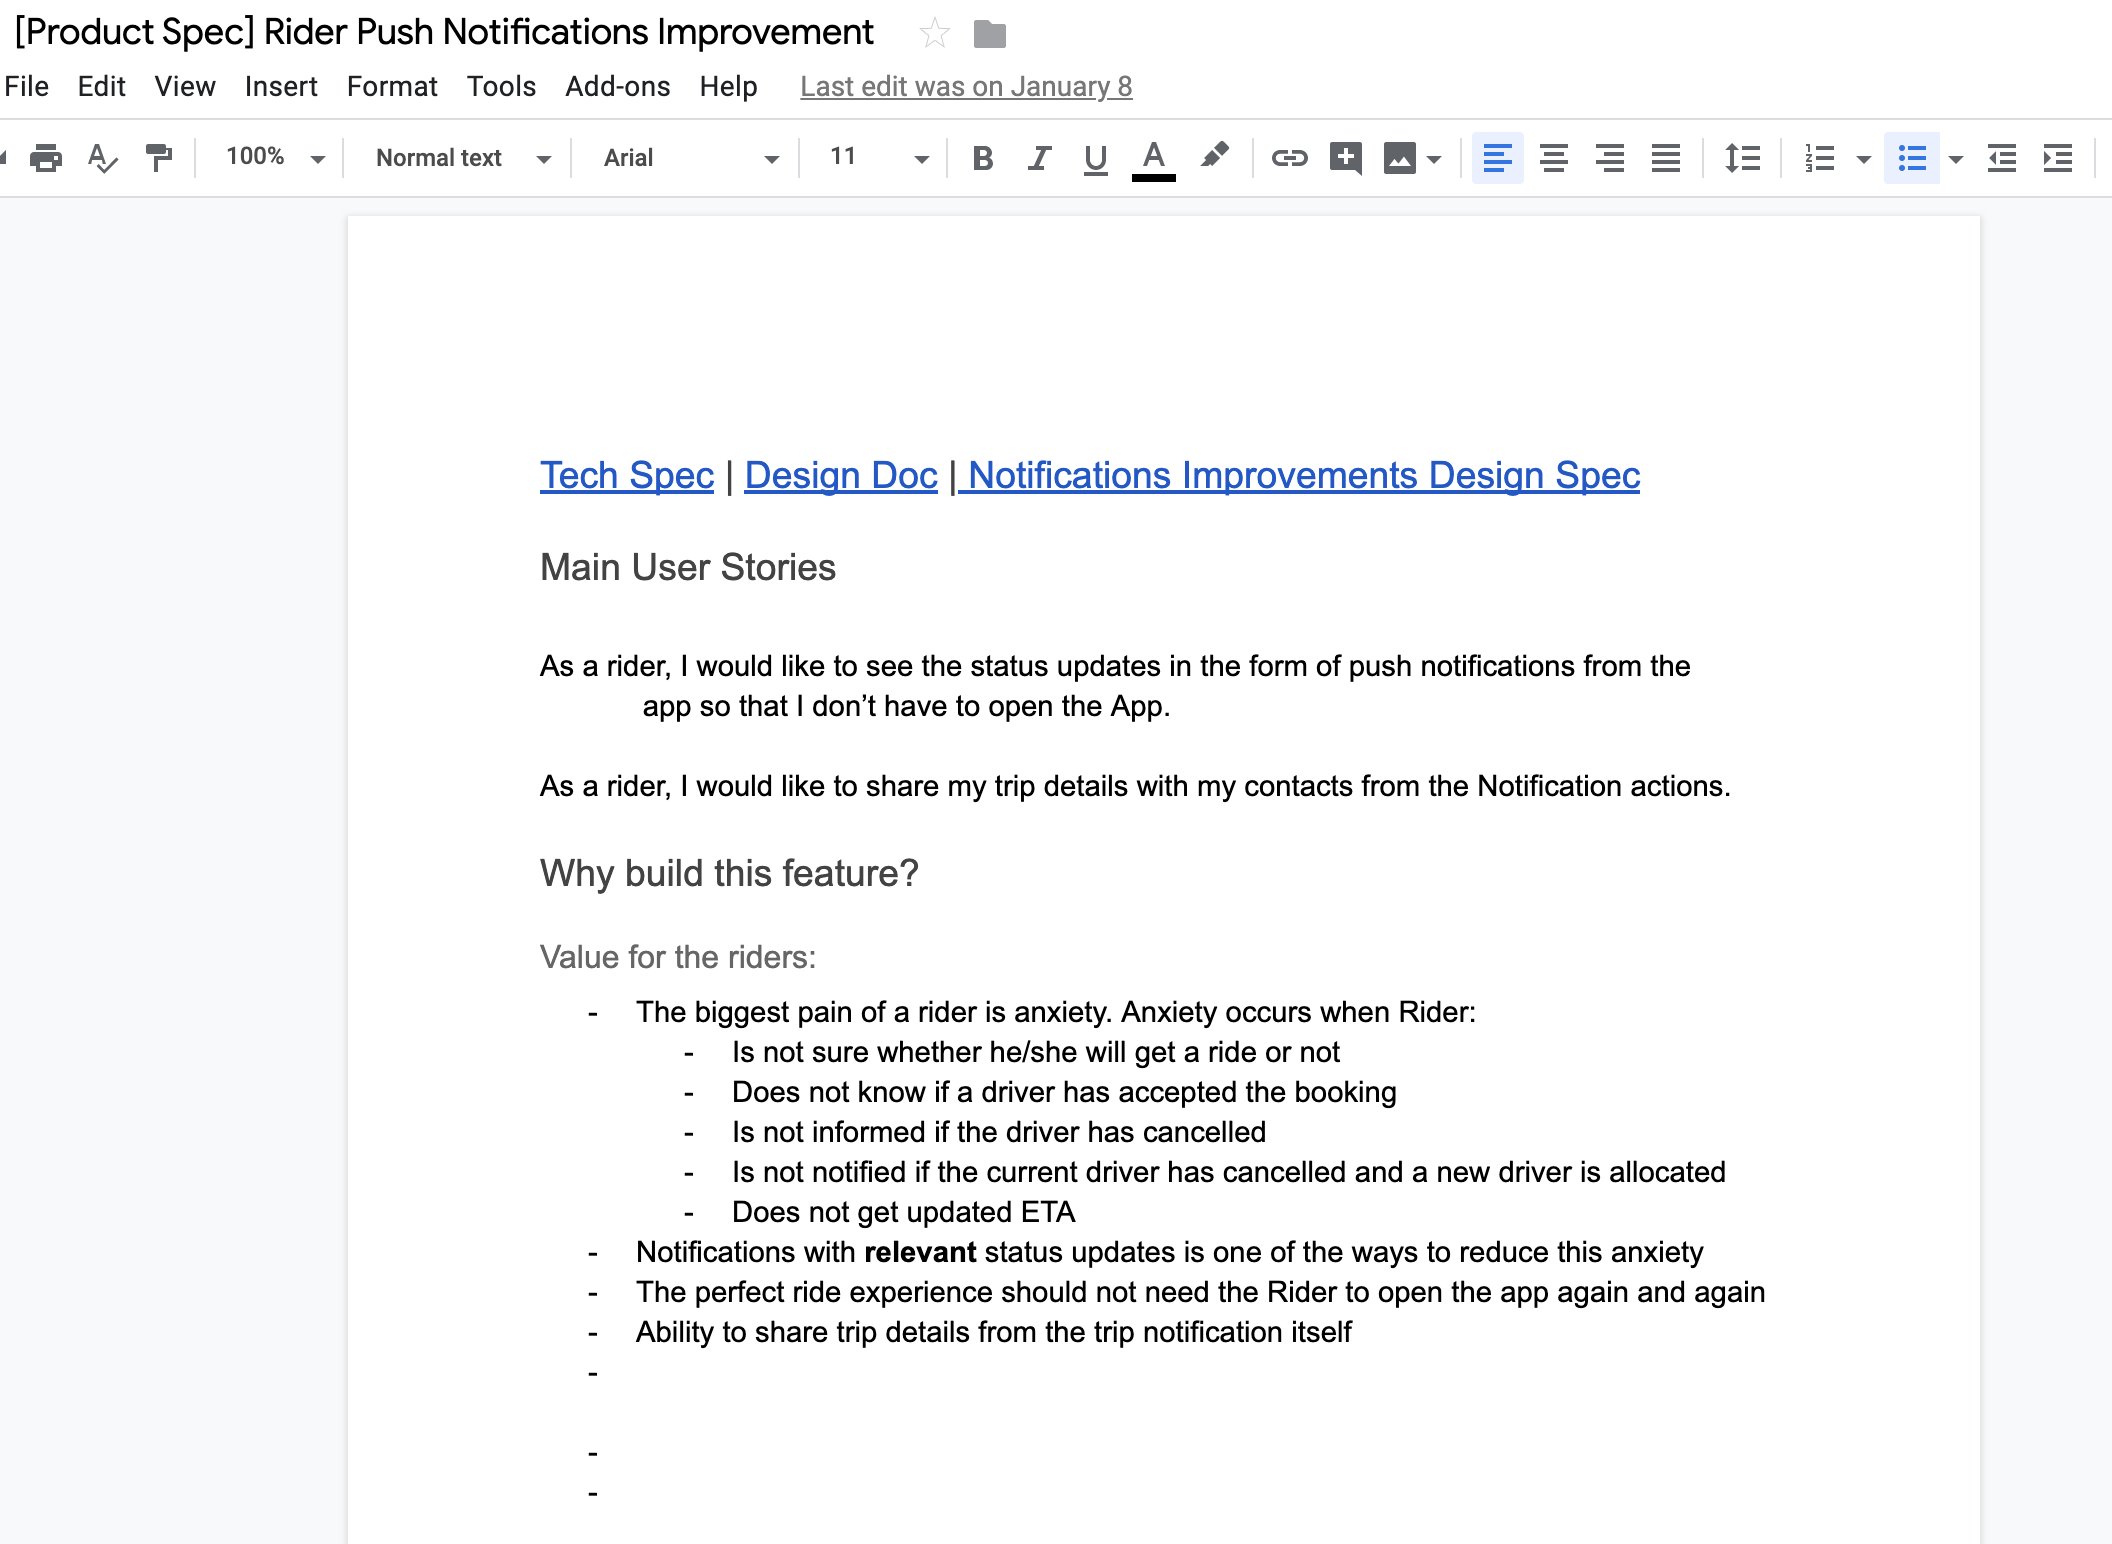 [Product Spec] Rider Push Notifications Improvement
File Edit View Insert Format Tools Add-ons Help Last edit was on January 8
100% Normal text Arial 11 B I U A
Tech Spec | Design Doc | Notifications Improvements Design Spec
Main User Stories
As a rider, I would like to see the status updates in the form of push notifications from the
app so that I don’t have to open the App.
As a rider, I would like to share my trip details with my contacts from the Notification actions.
Why build this feature?
Value for the riders:
- The biggest pain of a rider is anxiety. Anxiety occurs when Rider:
- Is not sure whether he/she will get a ride or not
- Does not know if a driver has accepted the booking
- Is not informed if the driver has cancelled
- Is not notified if the current driver has cancelled and a new driver is allocated
- Does not get updated ETA
- Notifications with relevant status updates is one of the ways to reduce this anxiety
- The perfect ride experience should not need the Rider to open the app again and again
- Ability to share trip details from the trip notification itself
-
-
-